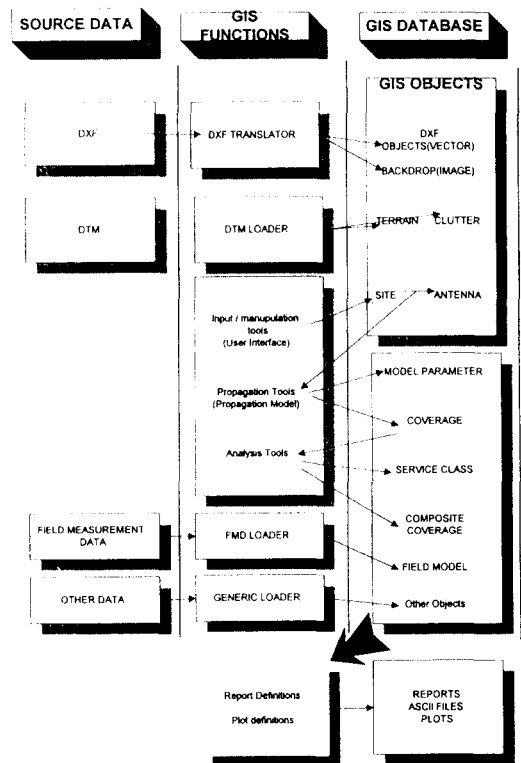 SOURCE DATA
GIS
FUNCTIONS
GIS DATABASE
GIS OBJECTS
DXF
DXF TRANSLATOR
DXF
OBJECTS(VECTOR)
BACKDROP(IMAGE)
DTM
DTM LOADER
TERRAIN
CLUTTER
Input / manupulation
tools
(User Interface)
SITE
ANTENNA
Propagation Tools
(Propagation Model)
MODEL PARAMETER
COVERAGE
Analysis Tools
SERVICE CLASS
COMPOSITE
COVERAGE
FIELD MEASUREMENT
DATA
FMD LOADER
FIELD MODEL
OTHER DATA
GENERIC LOADER
Other Objects
Report Definitions
Plot definitions
REPORTS
ASCII FILES
PLOTS